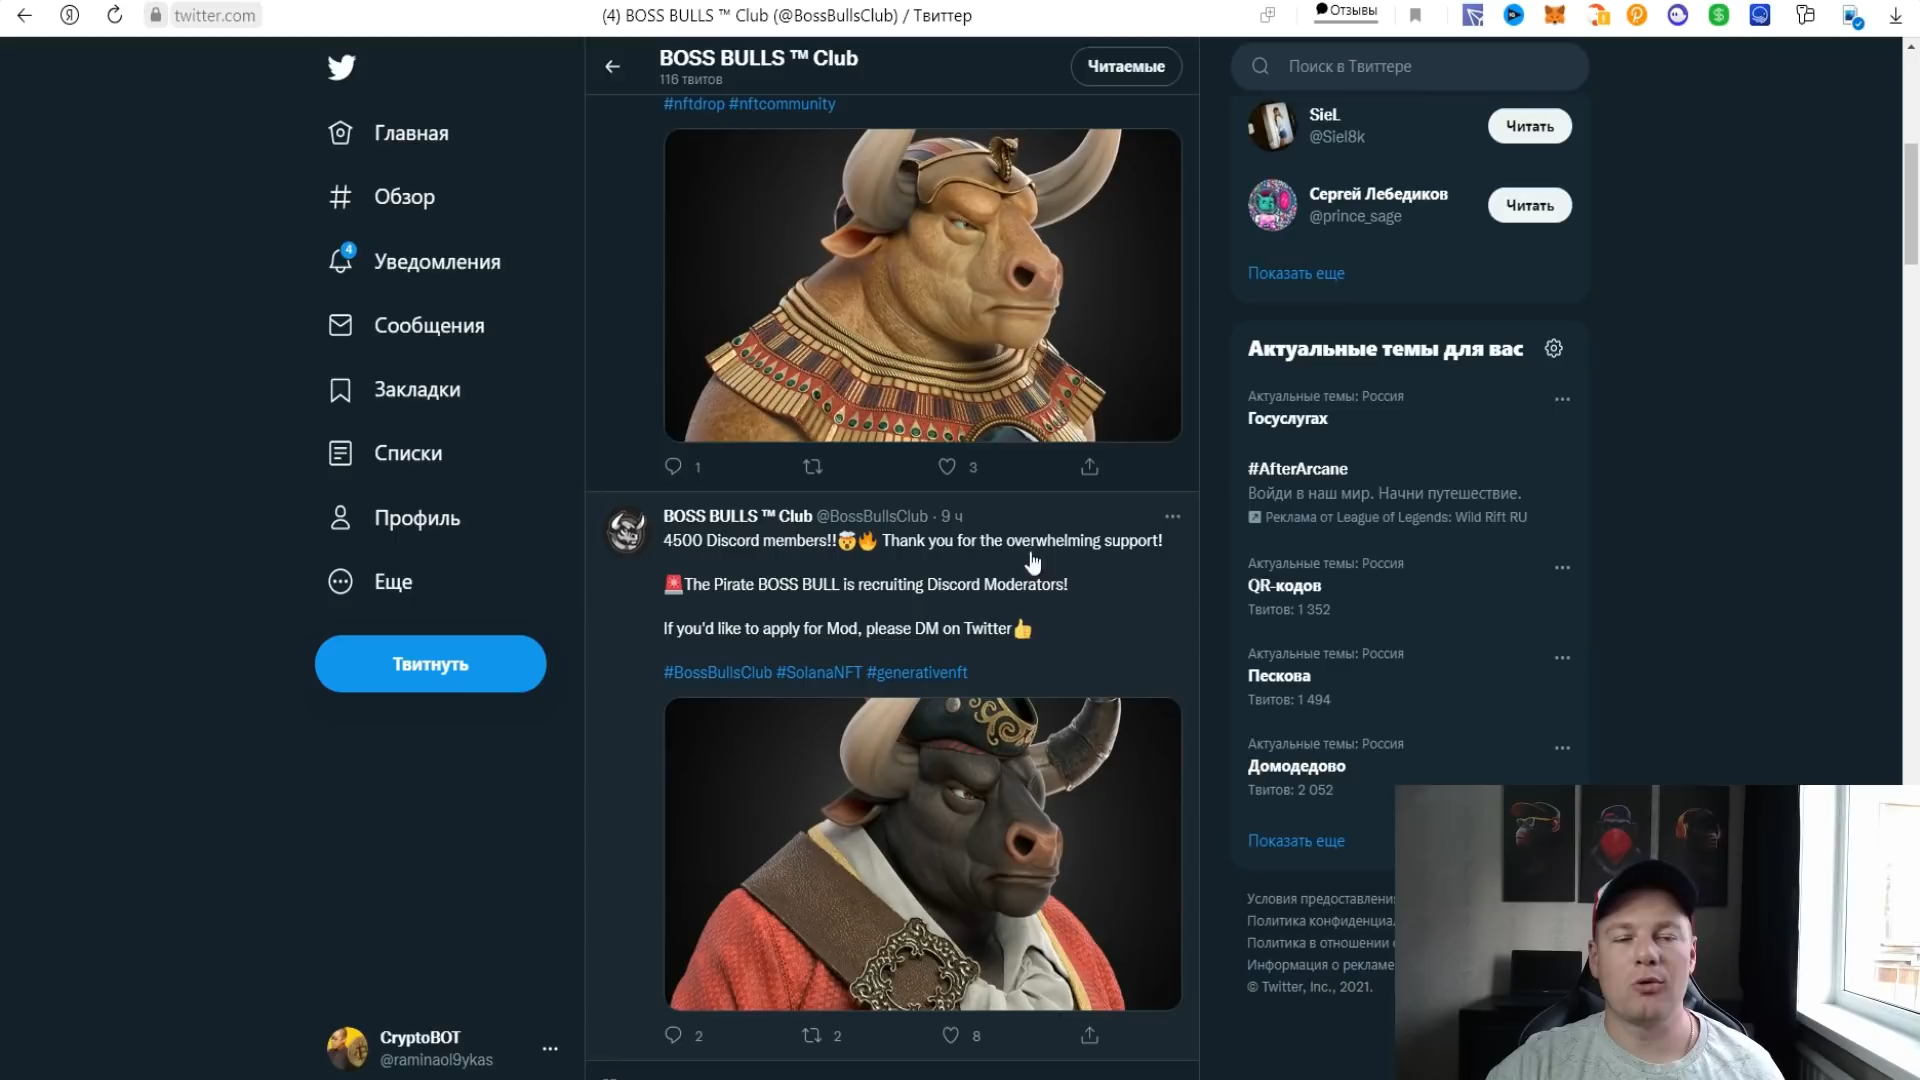 twitter.com
(4) BOSS BULLS ™ Club (@BossBullsClub) / Твиттер
Отзывы
BOSS BULLS ™ Club
116 твитов
Читаемые
#nftdrop #nftcommunity
1
3
BOSS BULLS ™ Club @BossBullsClub · 9 ч
4500 Discord members!!🤯🔥 Thank you for the overwhelming support!
🚨The Pirate BOSS BULL is recruiting Discord Moderators!
If you'd like to apply for Mod, please DM on Twitter👍
#BossBullsClub #SolanaNFT #generativenft
2
2
8
Главная
Обзор
4
Уведомления
Сообщения
Закладки
Списки
Профиль
Еще
Твитнуть
CryptoBOT
@raminaol9ykas
Поиск в Твиттере
SieL
@Siel8k
Читать
Сергей Лебедиков
@prince_sage
Читать
Показать еще
Актуальные темы для вас
Актуальные темы: Россия
Госуслугах
#AfterArcane
Войди в наш мир. Начни путешествие.
Реклама от League of Legends: Wild Rift RU
Актуальные темы: Россия
QR-кодов
Твитов: 1 352
Актуальные темы: Россия
Пескова
Твитов: 1 494
Актуальные темы: Россия
Домодедово
Твитов: 2 052
Показать еще
Условия предоставлени
Политика конфиденциал
Политика в отношении
Информация о рекламе
© Twitter, Inc., 2021.